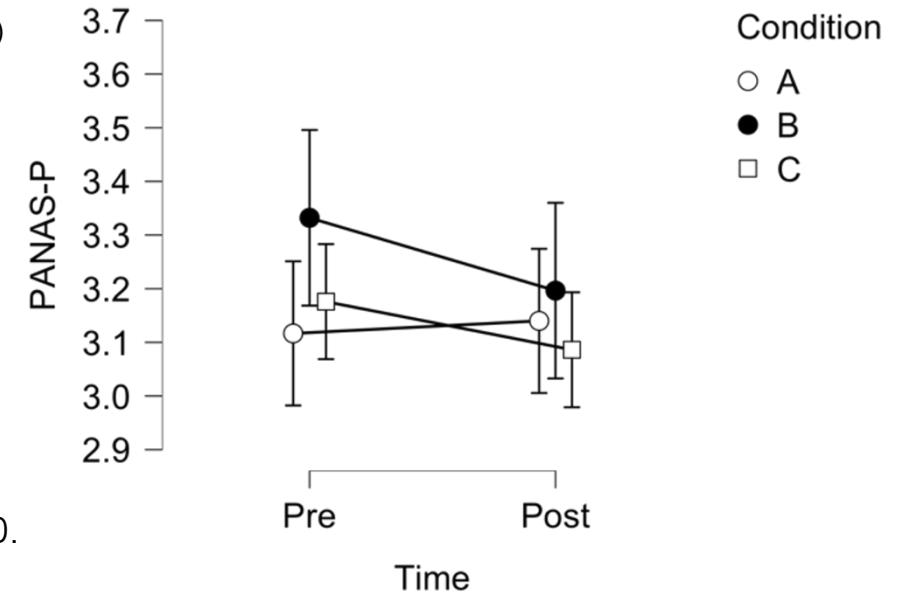 )
3.7
3.6
3.5
3.4
3.3
3.2
3.1
3.0
2.9
PANAS-P
Pre Post
Time
Condition
A
B
C
0.